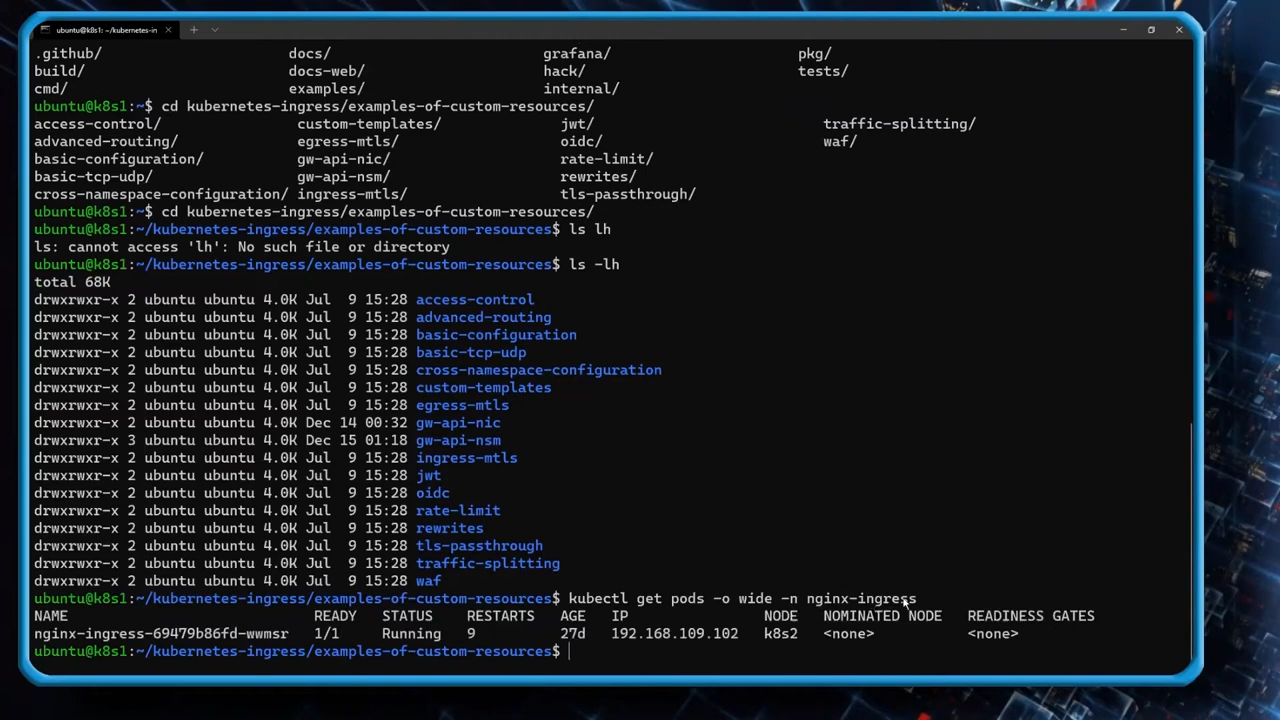 ubuntu@k8s1: ~/kubernetes-in
.github/ docs/ grafana/ pkg/
build/ docs-web/ hack/ tests/
cmd/ examples/ internal/
ubuntu@k8s1:~$ cd kubernetes-ingress/examples-of-custom-resources/
access-control/ custom-templates/ jwt/ traffic-splitting/
advanced-routing/ egress-mtls/ oidc/ waf/
basic-configuration/ gw-api-nic/ rate-limit/
basic-tcp-udp/ gw-api-nsm/ rewrites/
cross-namespace-configuration/ ingress-mtls/ tls-passthrough/
ubuntu@k8s1:~$ cd kubernetes-ingress/examples-of-custom-resources/
ubuntu@k8s1:~/kubernetes-ingress/examples-of-custom-resources$ ls lh
ls: cannot access 'lh': No such file or directory
ubuntu@k8s1:~/kubernetes-ingress/examples-of-custom-resources$ ls -lh
total 68K
drwxrwxr-x 2 ubuntu ubuntu 4.0K Jul 9 15:28 access-control
drwxrwxr-x 2 ubuntu ubuntu 4.0K Jul 9 15:28 advanced-routing
drwxrwxr-x 2 ubuntu ubuntu 4.0K Jul 9 15:28 basic-configuration
drwxrwxr-x 2 ubuntu ubuntu 4.0K Jul 9 15:28 basic-tcp-udp
drwxrwxr-x 2 ubuntu ubuntu 4.0K Jul 9 15:28 cross-namespace-configuration
drwxrwxr-x 2 ubuntu ubuntu 4.0K Jul 9 15:28 custom-templates
drwxrwxr-x 2 ubuntu ubuntu 4.0K Jul 9 15:28 egress-mtls
drwxrwxr-x 2 ubuntu ubuntu 4.0K Dec 14 00:32 gw-api-nic
drwxrwxr-x 3 ubuntu ubuntu 4.0K Dec 15 01:18 gw-api-nsm
drwxrwxr-x 2 ubuntu ubuntu 4.0K Jul 9 15:28 ingress-mtls
drwxrwxr-x 2 ubuntu ubuntu 4.0K Jul 9 15:28 jwt
drwxrwxr-x 2 ubuntu ubuntu 4.0K Jul 9 15:28 oidc
drwxrwxr-x 2 ubuntu ubuntu 4.0K Jul 9 15:28 rate-limit
drwxrwxr-x 2 ubuntu ubuntu 4.0K Jul 9 15:28 rewrites
drwxrwxr-x 2 ubuntu ubuntu 4.0K Jul 9 15:28 tls-passthrough
drwxrwxr-x 2 ubuntu ubuntu 4.0K Jul 9 15:28 traffic-splitting
drwxrwxr-x 2 ubuntu ubuntu 4.0K Jul 9 15:28 waf
ubuntu@k8s1:~/kubernetes-ingress/examples-of-custom-resources$ kubectl get pods -o wide -n nginx-ingress
NAME READY STATUS RESTARTS AGE IP NODE NOMINATED NODE READINESS GATES
nginx-ingress-69479b86fd-wwmsr 1/1 Running 9 27d 192.168.109.102 k8s2 <none> <none>
ubuntu@k8s1:~/kubernetes-ingress/examples-of-custom-resources$